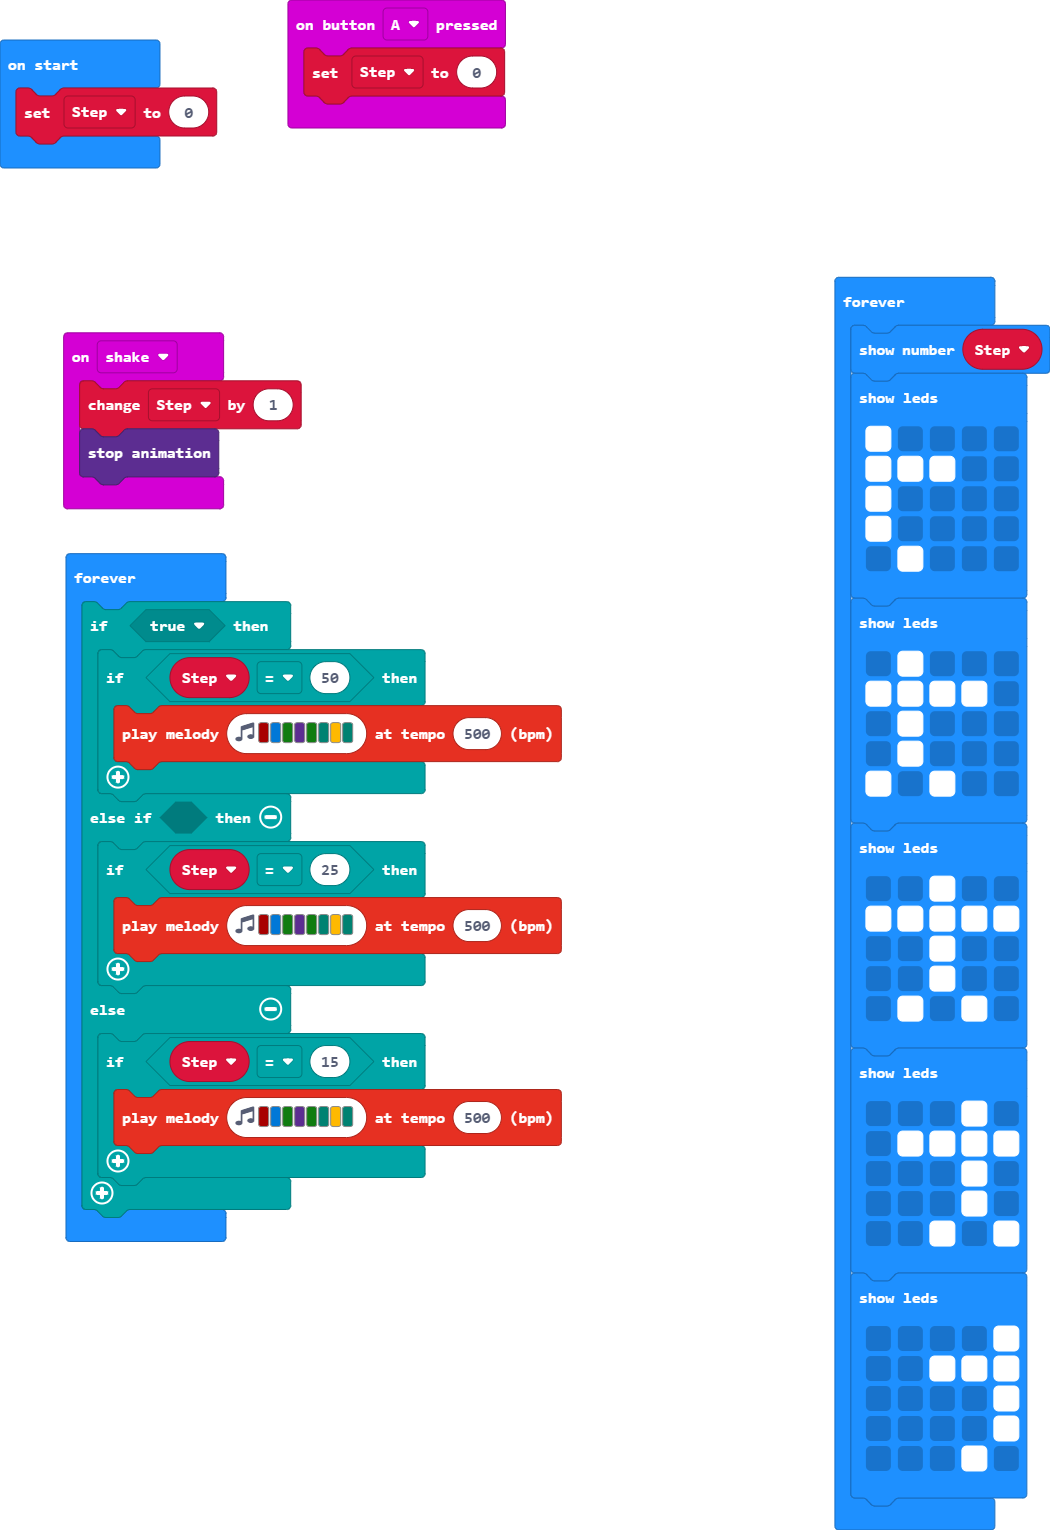 on start
set Step to 0
on button A pressed
set Step to 0
on shake
change Step by 1
stop animation
forever
if true then
if Step = 50 then
play melody at tempo 500 (bpm)
else if then
if Step = 25 then
play melody at tempo 500 (bpm)
else
if Step = 15 then
play melody at tempo 500 (bpm)
forever
show number Step
show leds
show leds
show leds
show leds
show leds